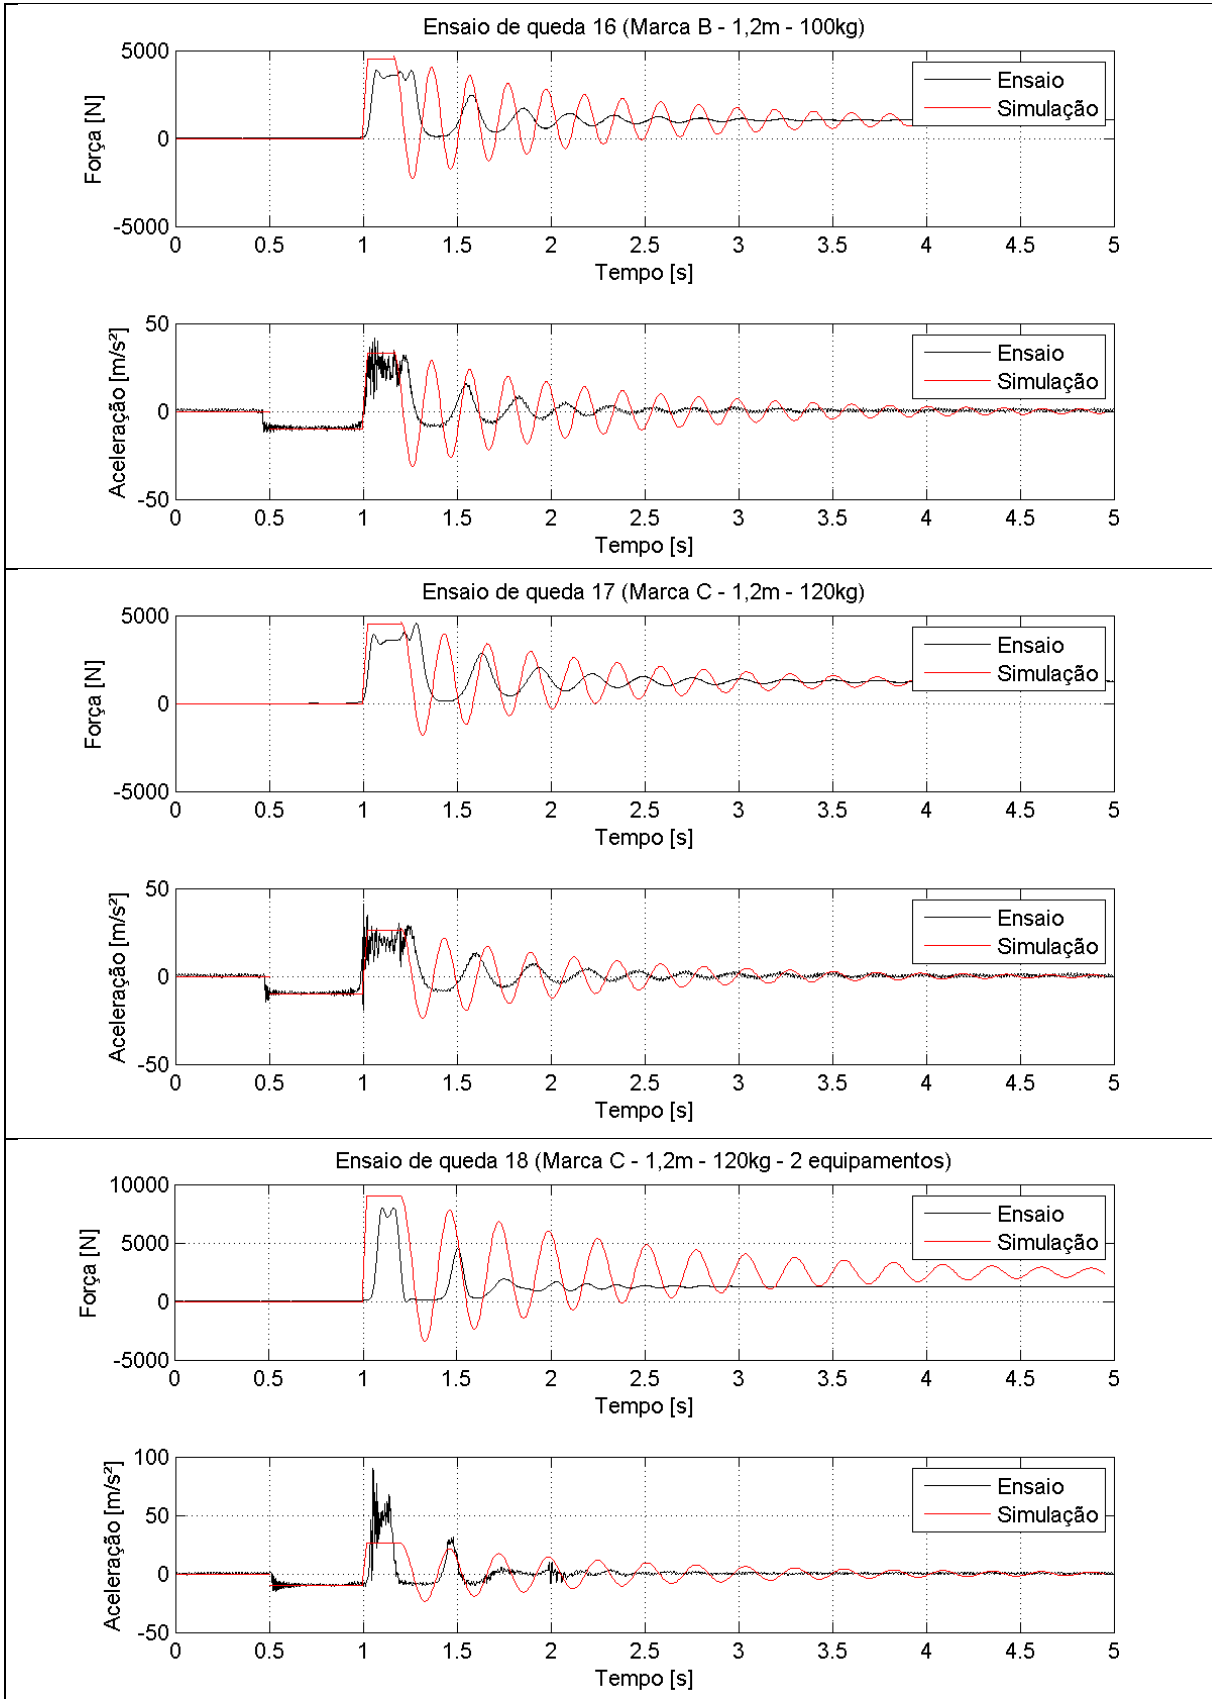 Ensaio de queda 16 (Marca B - 1,2m - 100kg)
5000
0
-5000
Força [N]
Ensaio
Simulação
0 0.5 1 1.5 2 2.5 3 3.5 4 4.5 5
Tempo [s]
50
0
-50
Aceleração [m/s²]
Ensaio
Simulação
0 0.5 1 1.5 2 2.5 3 3.5 4 4.5 5
Tempo [s]
Ensaio de queda 17 (Marca C - 1,2m - 120kg)
5000
0
-5000
Força [N]
Ensaio
Simulação
0 0.5 1 1.5 2 2.5 3 3.5 4 4.5 5
Tempo [s]
50
0
-50
Aceleração [m/s²]
Ensaio
Simulação
0 0.5 1 1.5 2 2.5 3 3.5 4 4.5 5
Tempo [s]
Ensaio de queda 18 (Marca C - 1,2m - 120kg - 2 equipamentos)
10000
5000
0
-5000
Força [N]
Ensaio
Simulação
0 0.5 1 1.5 2 2.5 3 3.5 4 4.5 5
Tempo [s]
100
50
0
-50
Aceleração [m/s²]
Ensaio
Simulação
0 0.5 1 1.5 2 2.5 3 3.5 4 4.5 5
Tempo [s]